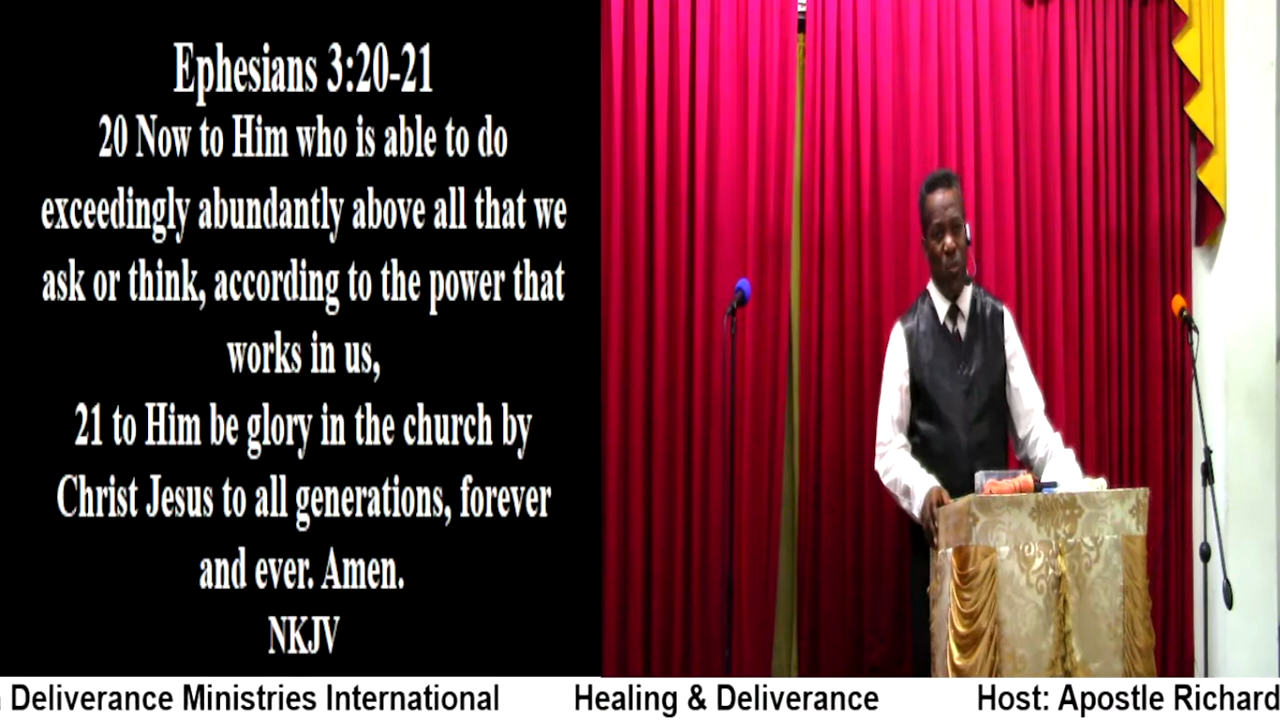 Ephesians 3:20-21
20 Now to Him who is able to do
exceedingly abundantly above all that we
ask or think, according to the power that
works in us,
21 to Him be glory in the church by
Christ Jesus to all generations, forever
and ever. Amen.
NKJV
Deliverance Ministries International Healing & Deliverance Host: Apostle Richard